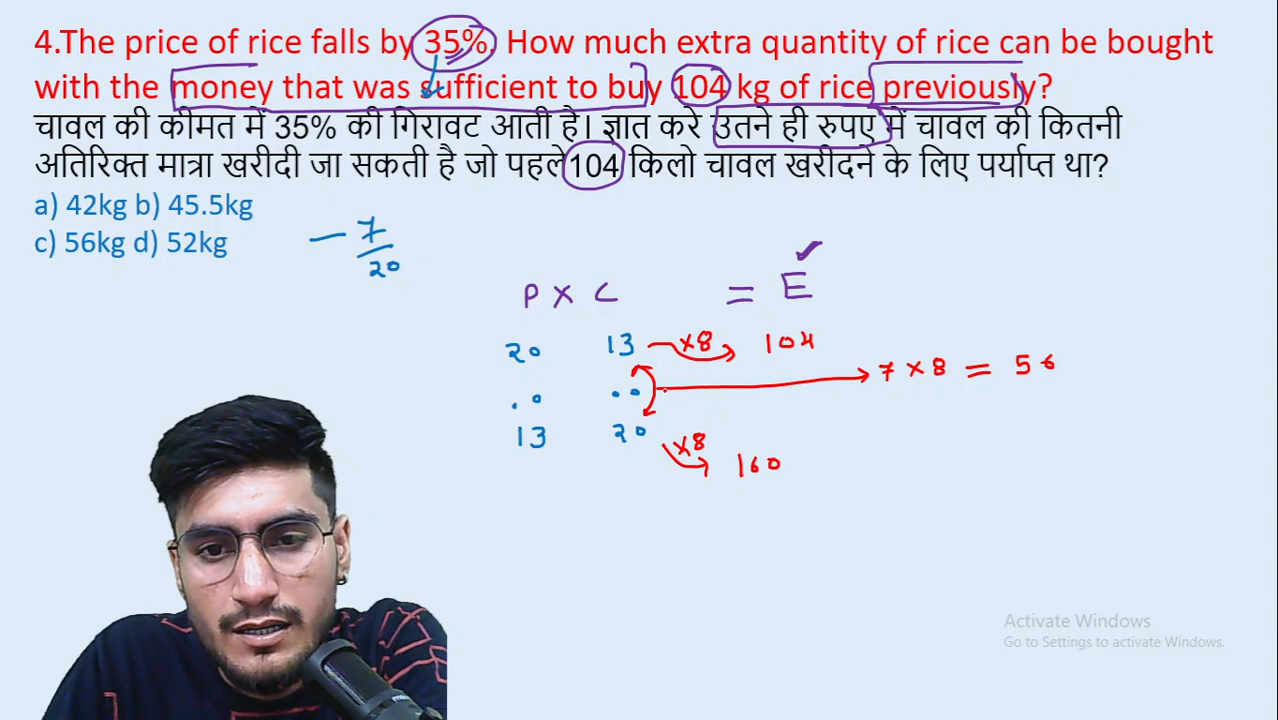 4.The price of rice falls by 35%. How much extra quantity of rice can be bought
with the money that was sufficient to buy 104 kg of rice previously?
चावल की कीमत में 35% की गिरावट आती है। ज्ञात करे उतने ही रुपए में चावल की कितनी
अतिरिक्त मात्रा खरीदी जा सकती है जो पहले104 किलो चावल खरीदने के लिए पर्याप्त था?
a) 42kg b) 45.5kg
c) 56kg d) 52kg
— 7/20
P × C = E
20 13 ×8 104
7 × 8 = 56
13 20 ×8 160
Activate Windows
Go to Settings to activate Windows.